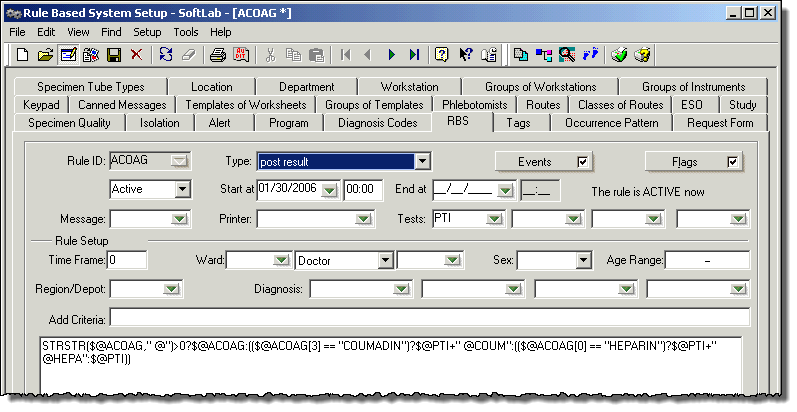 Rule Based System Setup - SoftLab - [ACOAG *]
File Edit View Find Setup Tools Help
Specimen Tube Types Location Department Workstation Groups of Workstations Groups of Instruments
Keypad Canned Messages Templates of Worksheets Groups of Templates Phlebotomists Routes Classes of Routes ESO Study
Specimen Quality Isolation Alert Program Diagnosis Codes RBS Tags Occurrence Pattern Request Form
Rule ID: ACOAG Type: post result Events Flags
Active Start at 01/30/2006 00:00 End at __/__/____ __:__ The rule is ACTIVE now
Message: Printer: Tests: PTI
Rule Setup
Time Frame: 0 Ward: Doctor Sex: Age Range: –
Region/Depot: Diagnosis:
Add Criteria:
STRSTR($@ACOAG," @")>0?$@ACOAG:(($@ACOAG[3] == "COUMADIN")?$@PTI+" @COUM":(($@ACOAG[0] == "HEPARIN")?$@PTI+"
@HEPA":$@PTI))